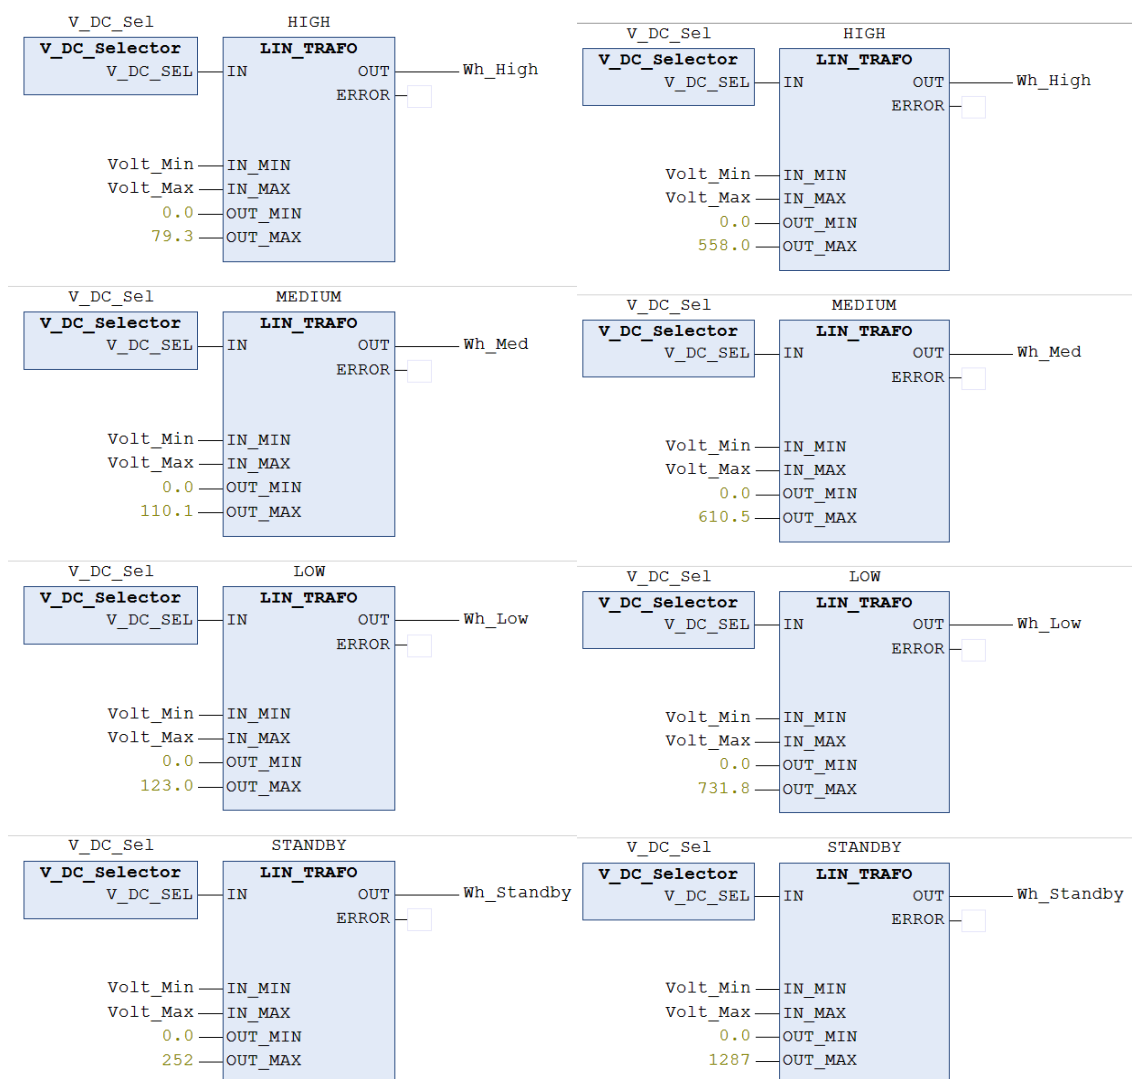 V_DC_Sel HIGH
V_DC_Selector LIN_TRAFO
V_DC_SEL IN OUT Wh_High
ERROR
Volt_Min IN_MIN
Volt_Max IN_MAX
0.0 OUT_MIN
79.3 OUT_MAX
V_DC_Sel MEDIUM
V_DC_Selector LIN_TRAFO
V_DC_SEL IN OUT Wh_Med
ERROR
Volt_Min IN_MIN
Volt_Max IN_MAX
0.0 OUT_MIN
110.1 OUT_MAX
V_DC_Sel LOW
V_DC_Selector LIN_TRAFO
V_DC_SEL IN OUT Wh_Low
ERROR
Volt_Min IN_MIN
Volt_Max IN_MAX
0.0 OUT_MIN
123.0 OUT_MAX
V_DC_Sel STANDBY
V_DC_Selector LIN_TRAFO
V_DC_SEL IN OUT Wh_Standby
ERROR
Volt_Min IN_MIN
Volt_Max IN_MAX
0.0 OUT_MIN
252 OUT_MAX
V_DC_Sel HIGH
V_DC_Selector LIN_TRAFO
V_DC_SEL IN OUT Wh_High
ERROR
Volt_Min IN_MIN
Volt_Max IN_MAX
0.0 OUT_MIN
558.0 OUT_MAX
V_DC_Sel MEDIUM
V_DC_Selector LIN_TRAFO
V_DC_SEL IN OUT Wh_Med
ERROR
Volt_Min IN_MIN
Volt_Max IN_MAX
0.0 OUT_MIN
610.5 OUT_MAX
V_DC_Sel LOW
V_DC_Selector LIN_TRAFO
V_DC_SEL IN OUT Wh_Low
ERROR
Volt_Min IN_MIN
Volt_Max IN_MAX
0.0 OUT_MIN
731.8 OUT_MAX
V_DC_Sel STANDBY
V_DC_Selector LIN_TRAFO
V_DC_SEL IN OUT Wh_Standby
ERROR
Volt_Min IN_MIN
Volt_Max IN_MAX
0.0 OUT_MIN
1287 OUT_MAX